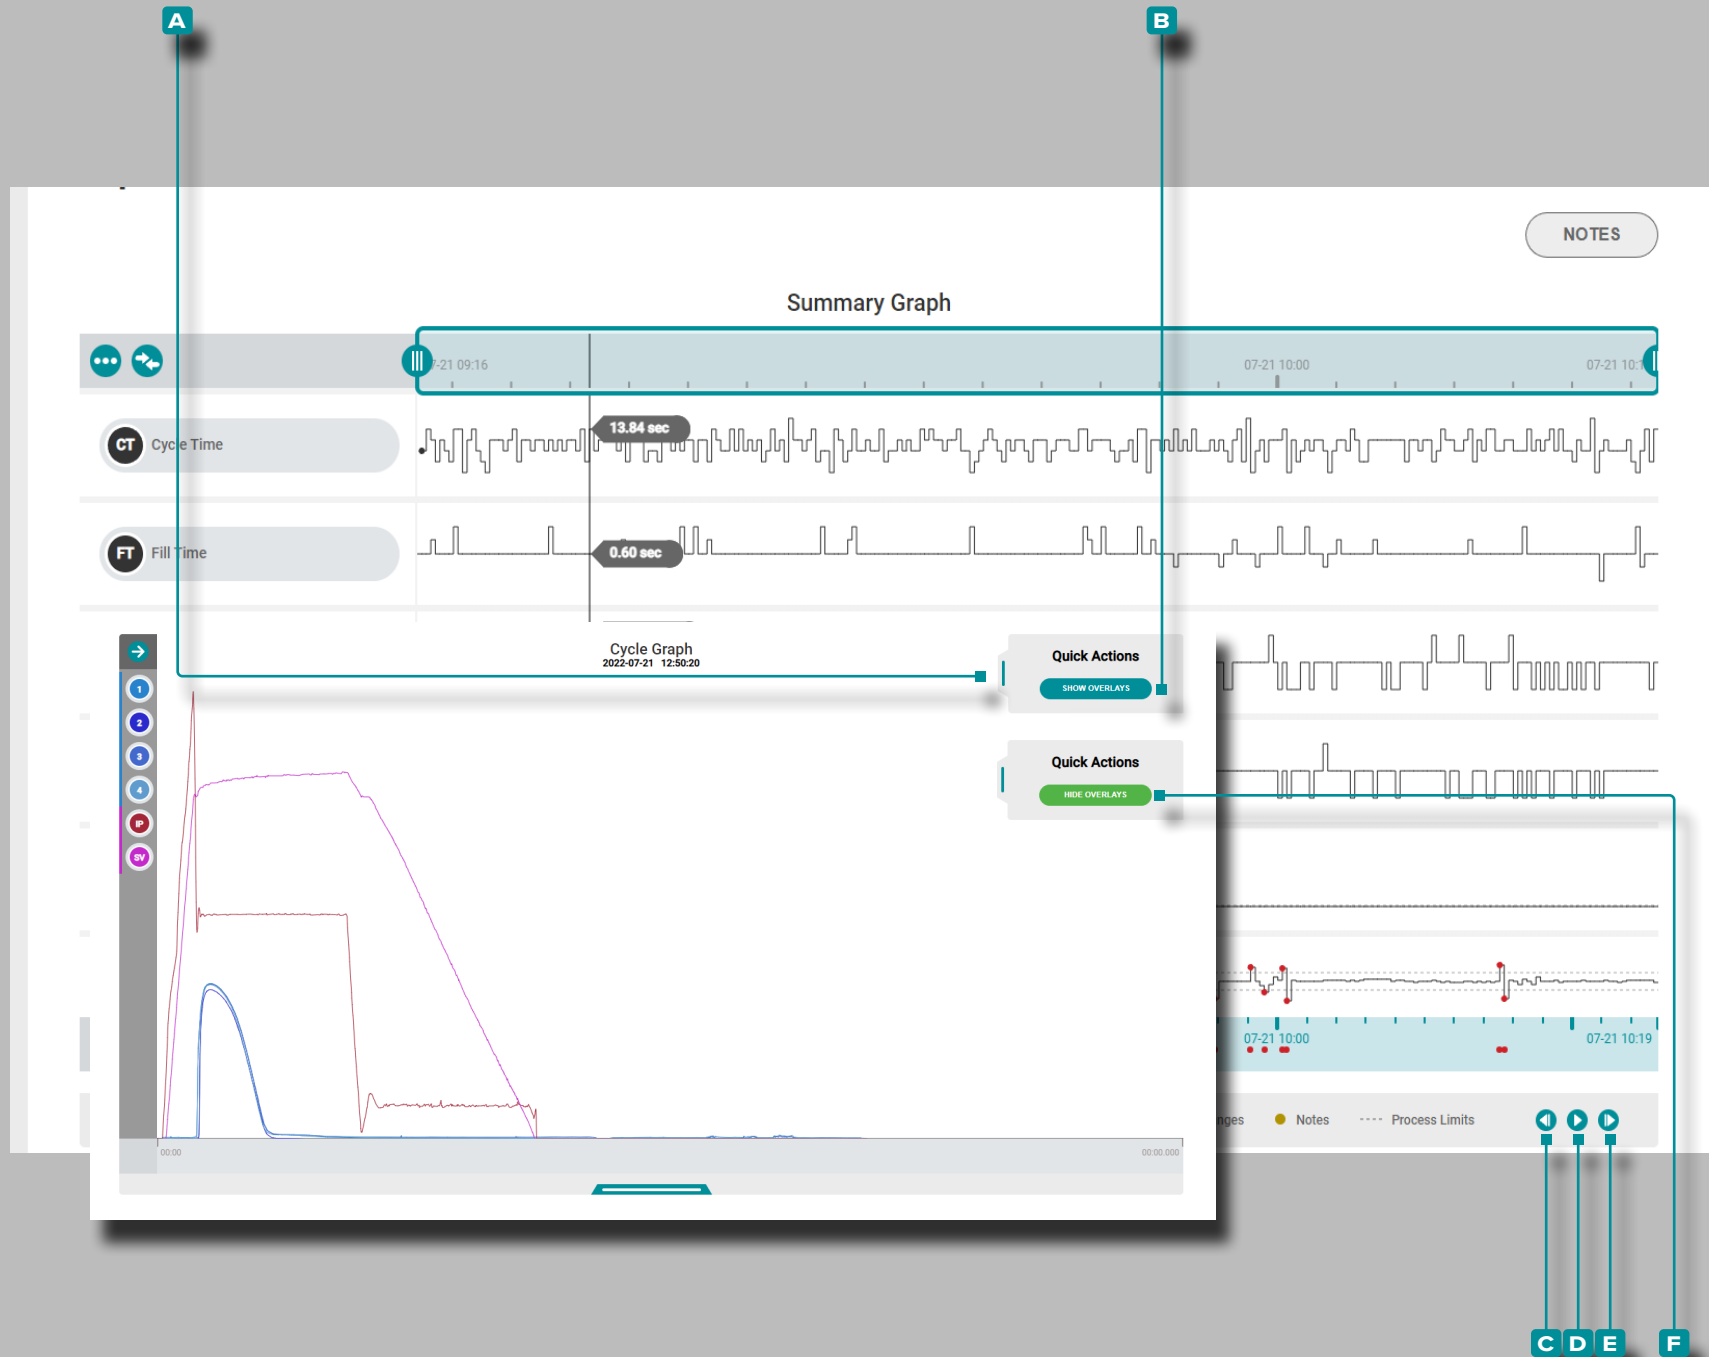 A
B
NOTES
Summary Graph
7-21 09:16
07-21 10:00
07-21 10:1
CT
Cycle Time
13.84 sec
FT
Fill Time
0.60 sec
Cycle Graph
2022-07-21 12:50:20
Quick Actions
SHOW OVERLAYS
1
2
3
4
IP
SV
Quick Actions
HIDE OVERLAYS
07-21 10:00
07-21 10:19
nges
Notes
Process Limits
00:00
00:00.000
C
D
E
F